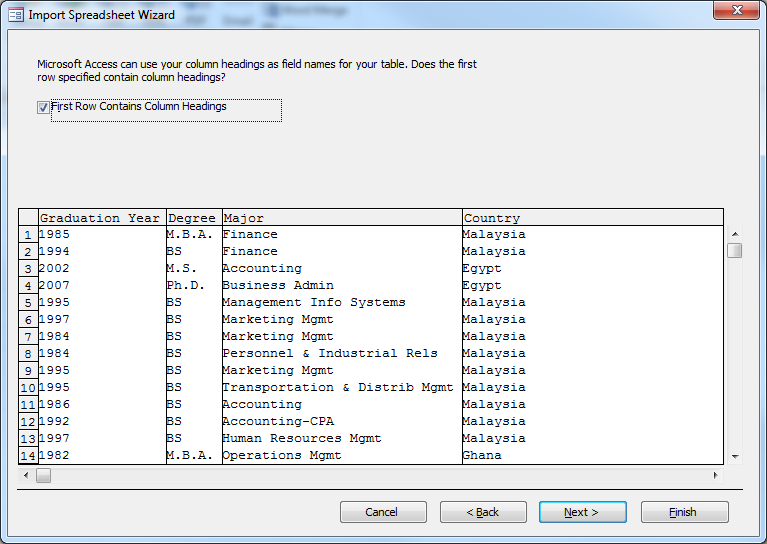 Import Spreadsheet Wizard
Microsoft Access can use your column headings as field names for your table. Does the first
row specified contain column headings?
First Row Contains Column Headings
Graduation Year Degree Major Country
1 1985 M.B.A. Finance Malaysia
2 1994 BS Finance Malaysia
3 2002 M.S. Accounting Egypt
4 2007 Ph.D. Business Admin Egypt
5 1995 BS Management Info Systems Malaysia
6 1997 BS Marketing Mgmt Malaysia
7 1984 BS Marketing Mgmt Malaysia
8 1984 BS Personnel & Industrial Rels Malaysia
9 1995 BS Marketing Mgmt Malaysia
10 1995 BS Transportation & Distrib Mgmt Malaysia
11 1986 BS Accounting Malaysia
12 1992 BS Accounting-CPA Malaysia
13 1997 BS Human Resources Mgmt Malaysia
14 1982 M.B.A. Operations Mgmt Ghana
Cancel < Back Next > Finish